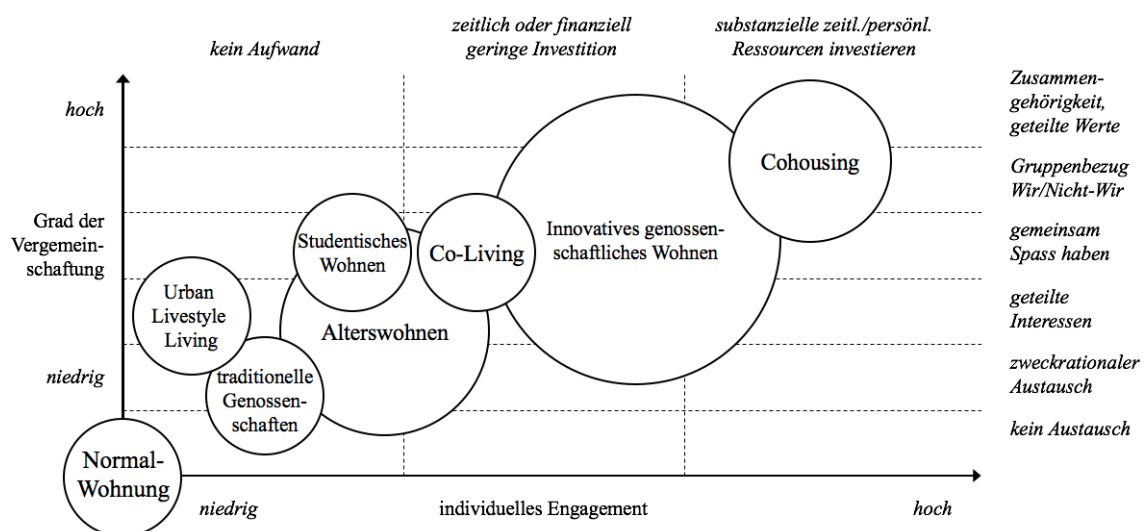 kein Aufwand
zeitlich oder finanziell
geringe Investition
substanzielle zeitl./persönl.
Ressourcen investieren
hoch
Grad der
Vergemein-
schaftung
niedrig
Normal-
Wohnung
Urban
Livestyle
Living
traditionelle
Genossen-
schaften
Studentisches
Wohnen
Alterswohnen
Co-Living
Innovatives genossen-
schaftliches Wohnen
Cohousing
Zusammen-
gehörigkeit,
geteilte Werte
Gruppenbezug
Wir/Nicht-Wir
gemeinsam
Spass haben
geteilte
Interessen
zweckrationaler
Austausch
kein Austausch
niedrig
individuelles Engagement
hoch